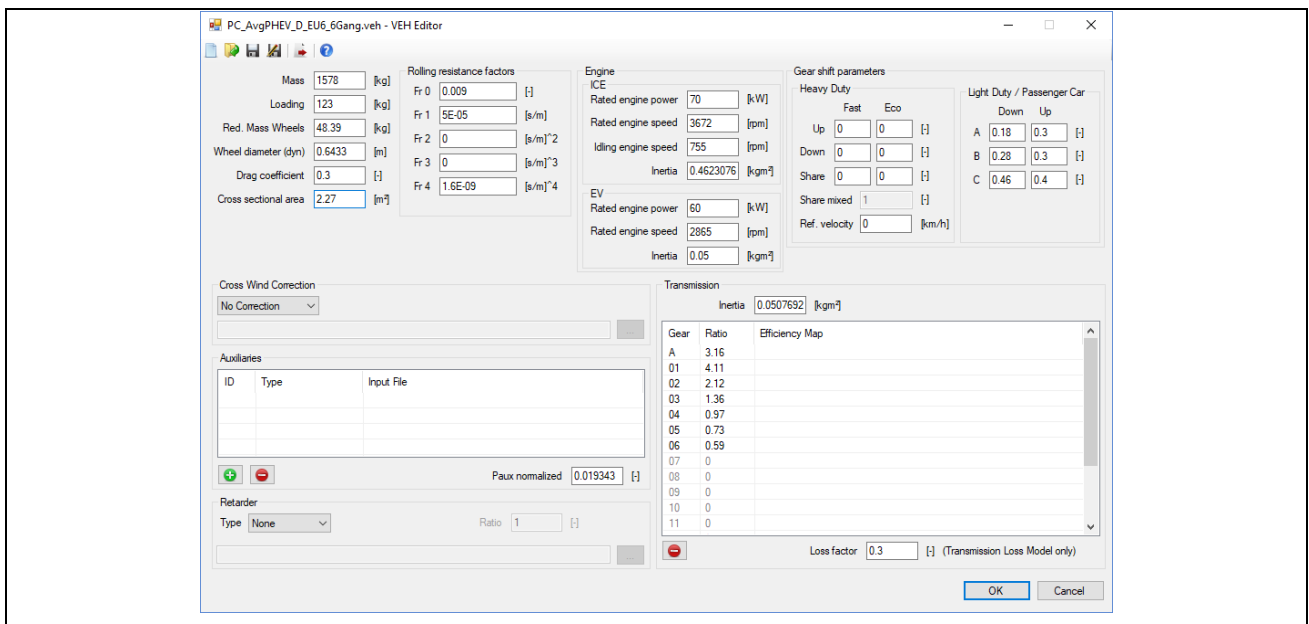 PC_AvgPHEV_D_EU6_6Gang.veh - VEH Editor
Mass 1578 [kg]
Loading 123 [kg]
Red. Mass Wheels 48.39 [kg]
Wheel diameter (dyn) 0.6433 [m]
Drag coefficient 0.3 [-]
Cross sectional area 2.27 [m²]
Rolling resistance factors
Fr 0 0.009 [-]
Fr 1 5E-05 [s/m]
Fr 2 0 [s/m]^2
Fr 3 0 [s/m]^3
Fr 4 1.6E-09 [s/m]^4
Engine
ICE
Rated engine power 70 [kW]
Rated engine speed 3672 [rpm]
Idling engine speed 755 [rpm]
Inertia 0.4623076 [kgm²]
EV
Rated engine power 60 [kW]
Rated engine speed 2865 [rpm]
Inertia 0.05 [kgm²]
Gear shift parameters
Heavy Duty
Fast Eco
Up 0 0 [-]
Down 0 0 [-]
Share 0 0 [-]
Share mixed 1 [-]
Ref. velocity 0 [km/h]
Light Duty / Passenger Car
Down Up
A 0.18 0.3 [-]
B 0.28 0.3 [-]
C 0.46 0.4 [-]
Cross Wind Correction
No Correction
...
Auxiliaries
ID Type Input File
Paux normalized 0.019343 [-]
Retarder
Type None Ratio 1 [-]
...
Transmission
Inertia 0.0507692 [kgm²]
Gear Ratio Efficiency Map
A 3.16
01 4.11
02 2.12
03 1.36
04 0.97
05 0.73
06 0.59
07 0
08 0
09 0
10 0
11 0
Loss factor 0.3 [-] (Transmission Loss Model only)
OK Cancel